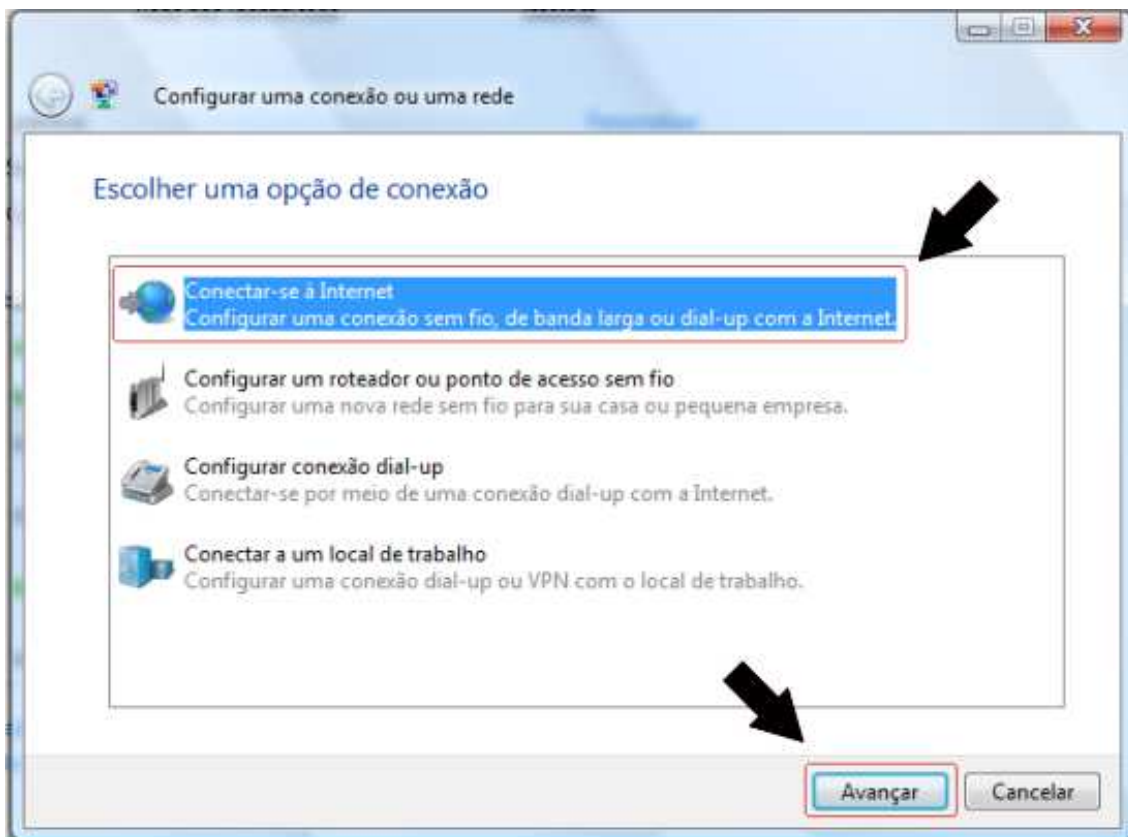 Configurar uma conexão ou uma rede
Escolher uma opção de conexão
Conectar-se à Internet
Configurar uma conexão sem fio, de banda larga ou dial-up com a Internet.
Configurar um roteador ou ponto de acesso sem fio
Configurar uma nova rede sem fio para sua casa ou pequena empresa.
Configurar conexão dial-up
Conectar-se por meio de uma conexão dial-up com a Internet.
Conectar a um local de trabalho
Configurar uma conexão dial-up ou VPN com o local de trabalho.
Avançar
Cancelar